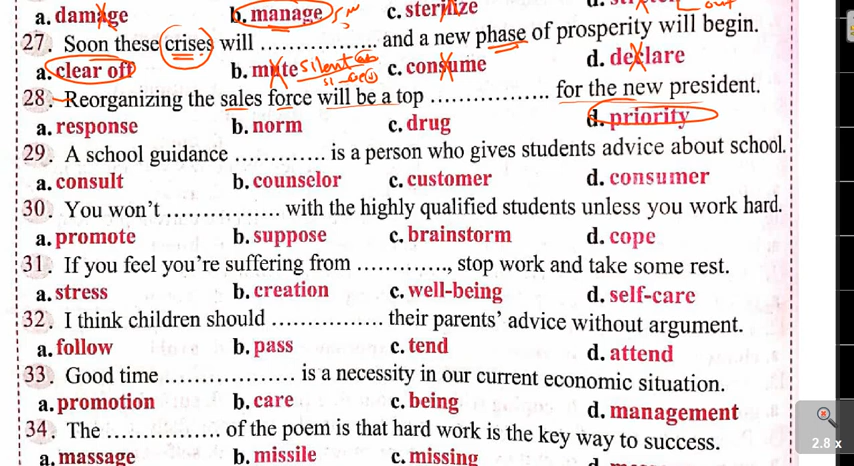 a. damage b. manage c. sterilize
27. Soon these crises will ................ and a new phase of prosperity will begin.
a. clear off b. mute silent c. consume d. declare
28. Reorganizing the sales force will be a top ................ for the new president.
a. response b. norm c. drug d. priority
29. A school guidance ............ is a person who gives students advice about school.
a. consult b. counselor c. customer d. consumer
30. You won't ................ with the highly qualified students unless you work hard.
a. promote b. suppose c. brainstorm d. cope
31. If you feel you're suffering from ............, stop work and take some rest.
a. stress b. creation c. well-being d. self-care
32. I think children should ................ their parents' advice without argument.
a. follow b. pass c. tend d. attend
33. Good time .................. is a necessity in our current economic situation.
a. promotion b. care c. being d. management
34. The ................ of the poem is that hard work is the key way to success.
a. massage b. missile c. missing
2.8 x